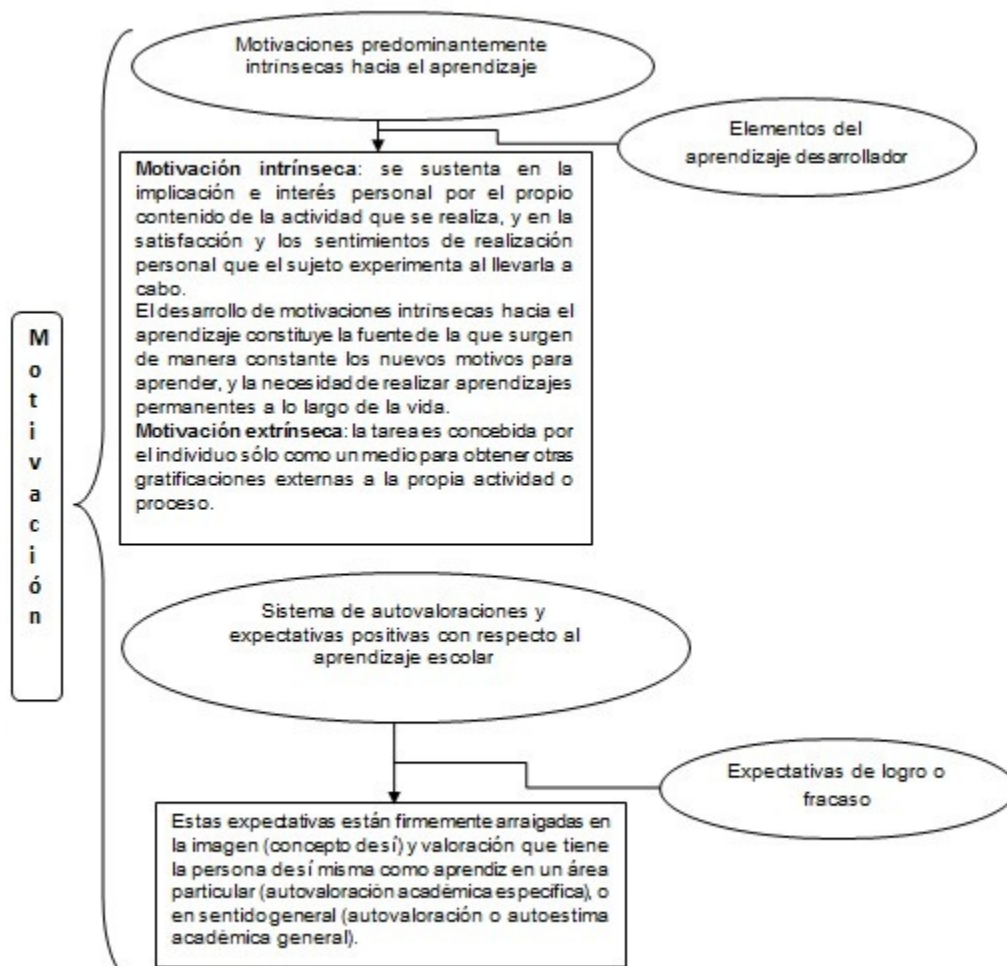 Motivación
Motivaciones predominantemente
intrínsecas hacia el aprendizaje
Elementos del
aprendizaje desarrollador
Motivación intrínseca: se sustenta en la
implicación e interés personal por el propio
contenido de la actividad que se realiza, y en la
satisfacción y los sentimientos de realización
personal que el sujeto experimenta al llevarla a
cabo.
El desarrollo de motivaciones intrínsecas hacia el
aprendizaje constituye la fuente de la que surgen
de manera constante los nuevos motivos para
aprender, y la necesidad de realizar aprendizajes
permanentes a lo largo de la vida.
Motivación extrínseca: la tarea es concebida por
el individuo sólo como un medio para obtener otras
gratificaciones externas a la propia actividad o
proceso.
Sistema de autovaloraciones y
expectativas positivas con respecto al
aprendizaje escolar
Expectativas de logro o
fracaso
Estas expectativas están firmemente arraigadas en
la imagen (concepto de sí) y valoración que tiene
la persona de sí misma como aprendiz en un área
particular (autovaloración académica específica), o
en sentido general (autovaloración o autoestima
académica general).